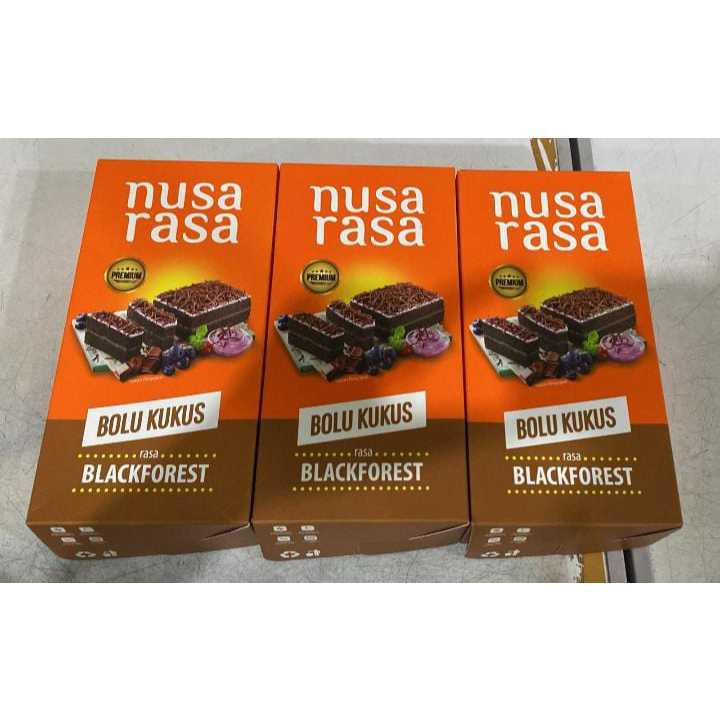 nusa
rasa
PREMIUM
BOLU KUKUS
rasa
BLACKFOREST
nusa
rasa
PREMIUM
BOLU KUKUS
rasa
BLACKFOREST
nusa
rasa
PREMIUM
BOLU KUKUS
rasa
BLACKFOREST